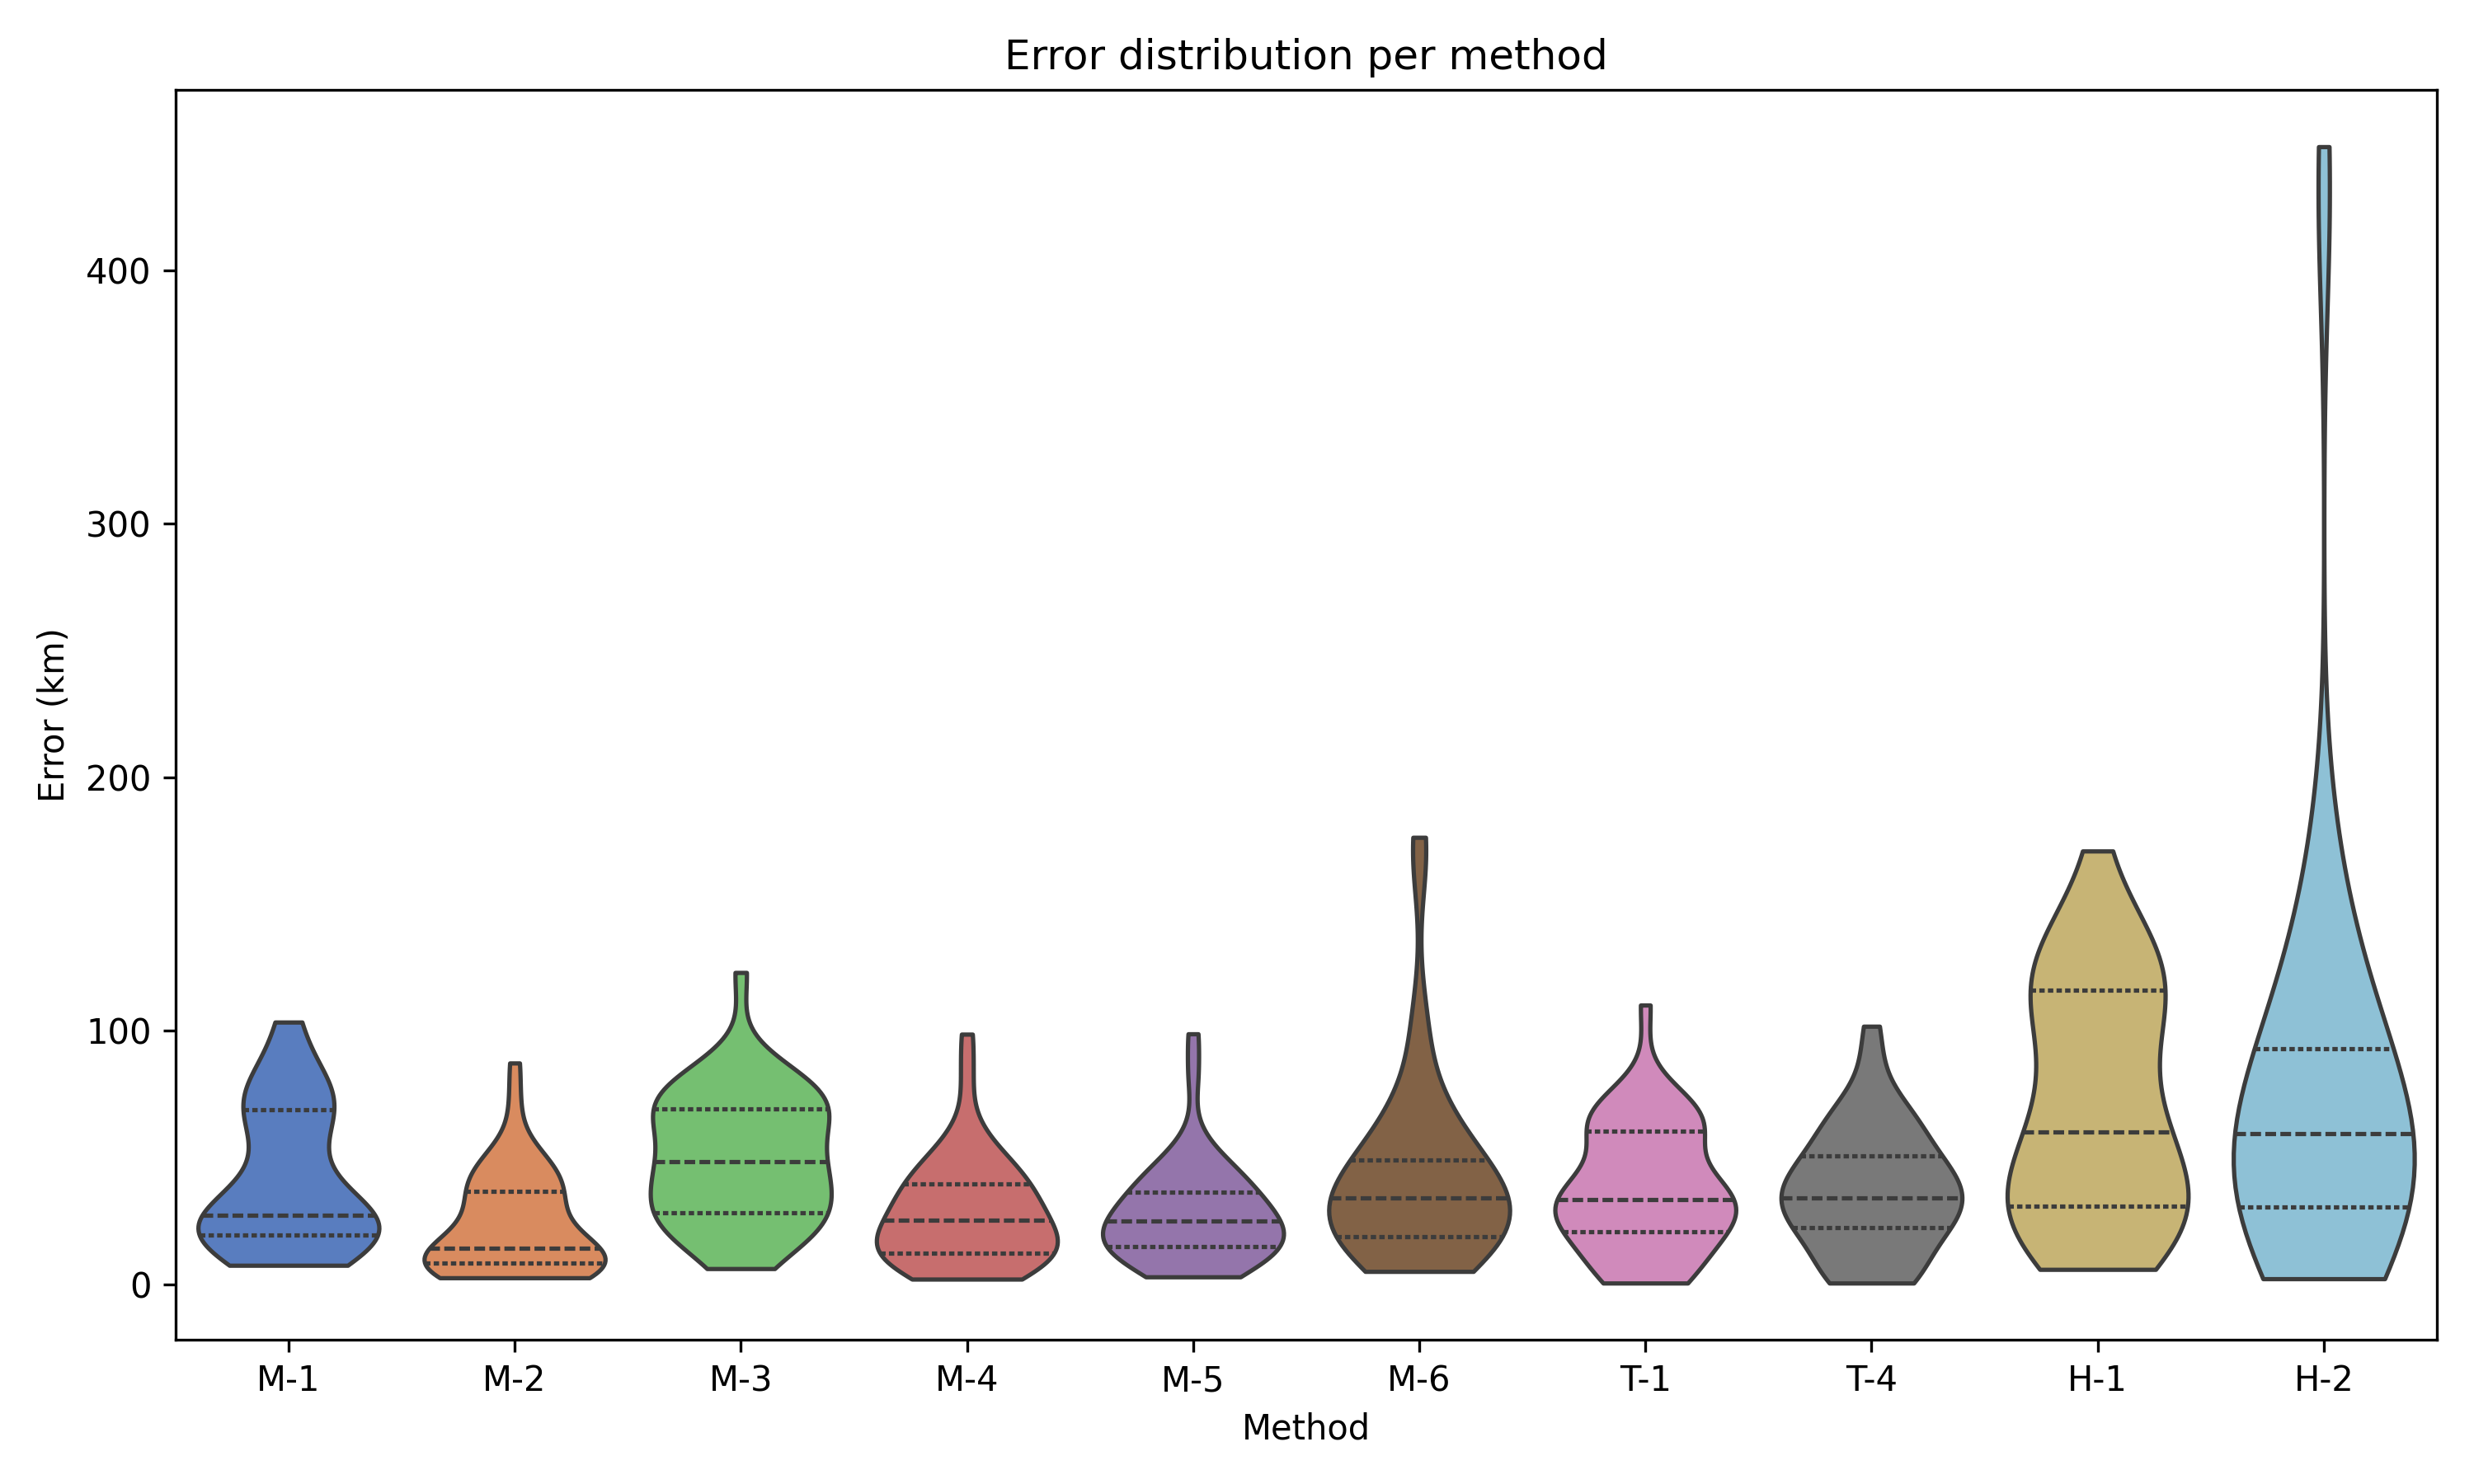 Error distribution per method
Error (km)
400
300
200
100
0
M-1 M-2 M-3 M-4 M-5 M-6 T-1 T-4 H-1 H-2
Method